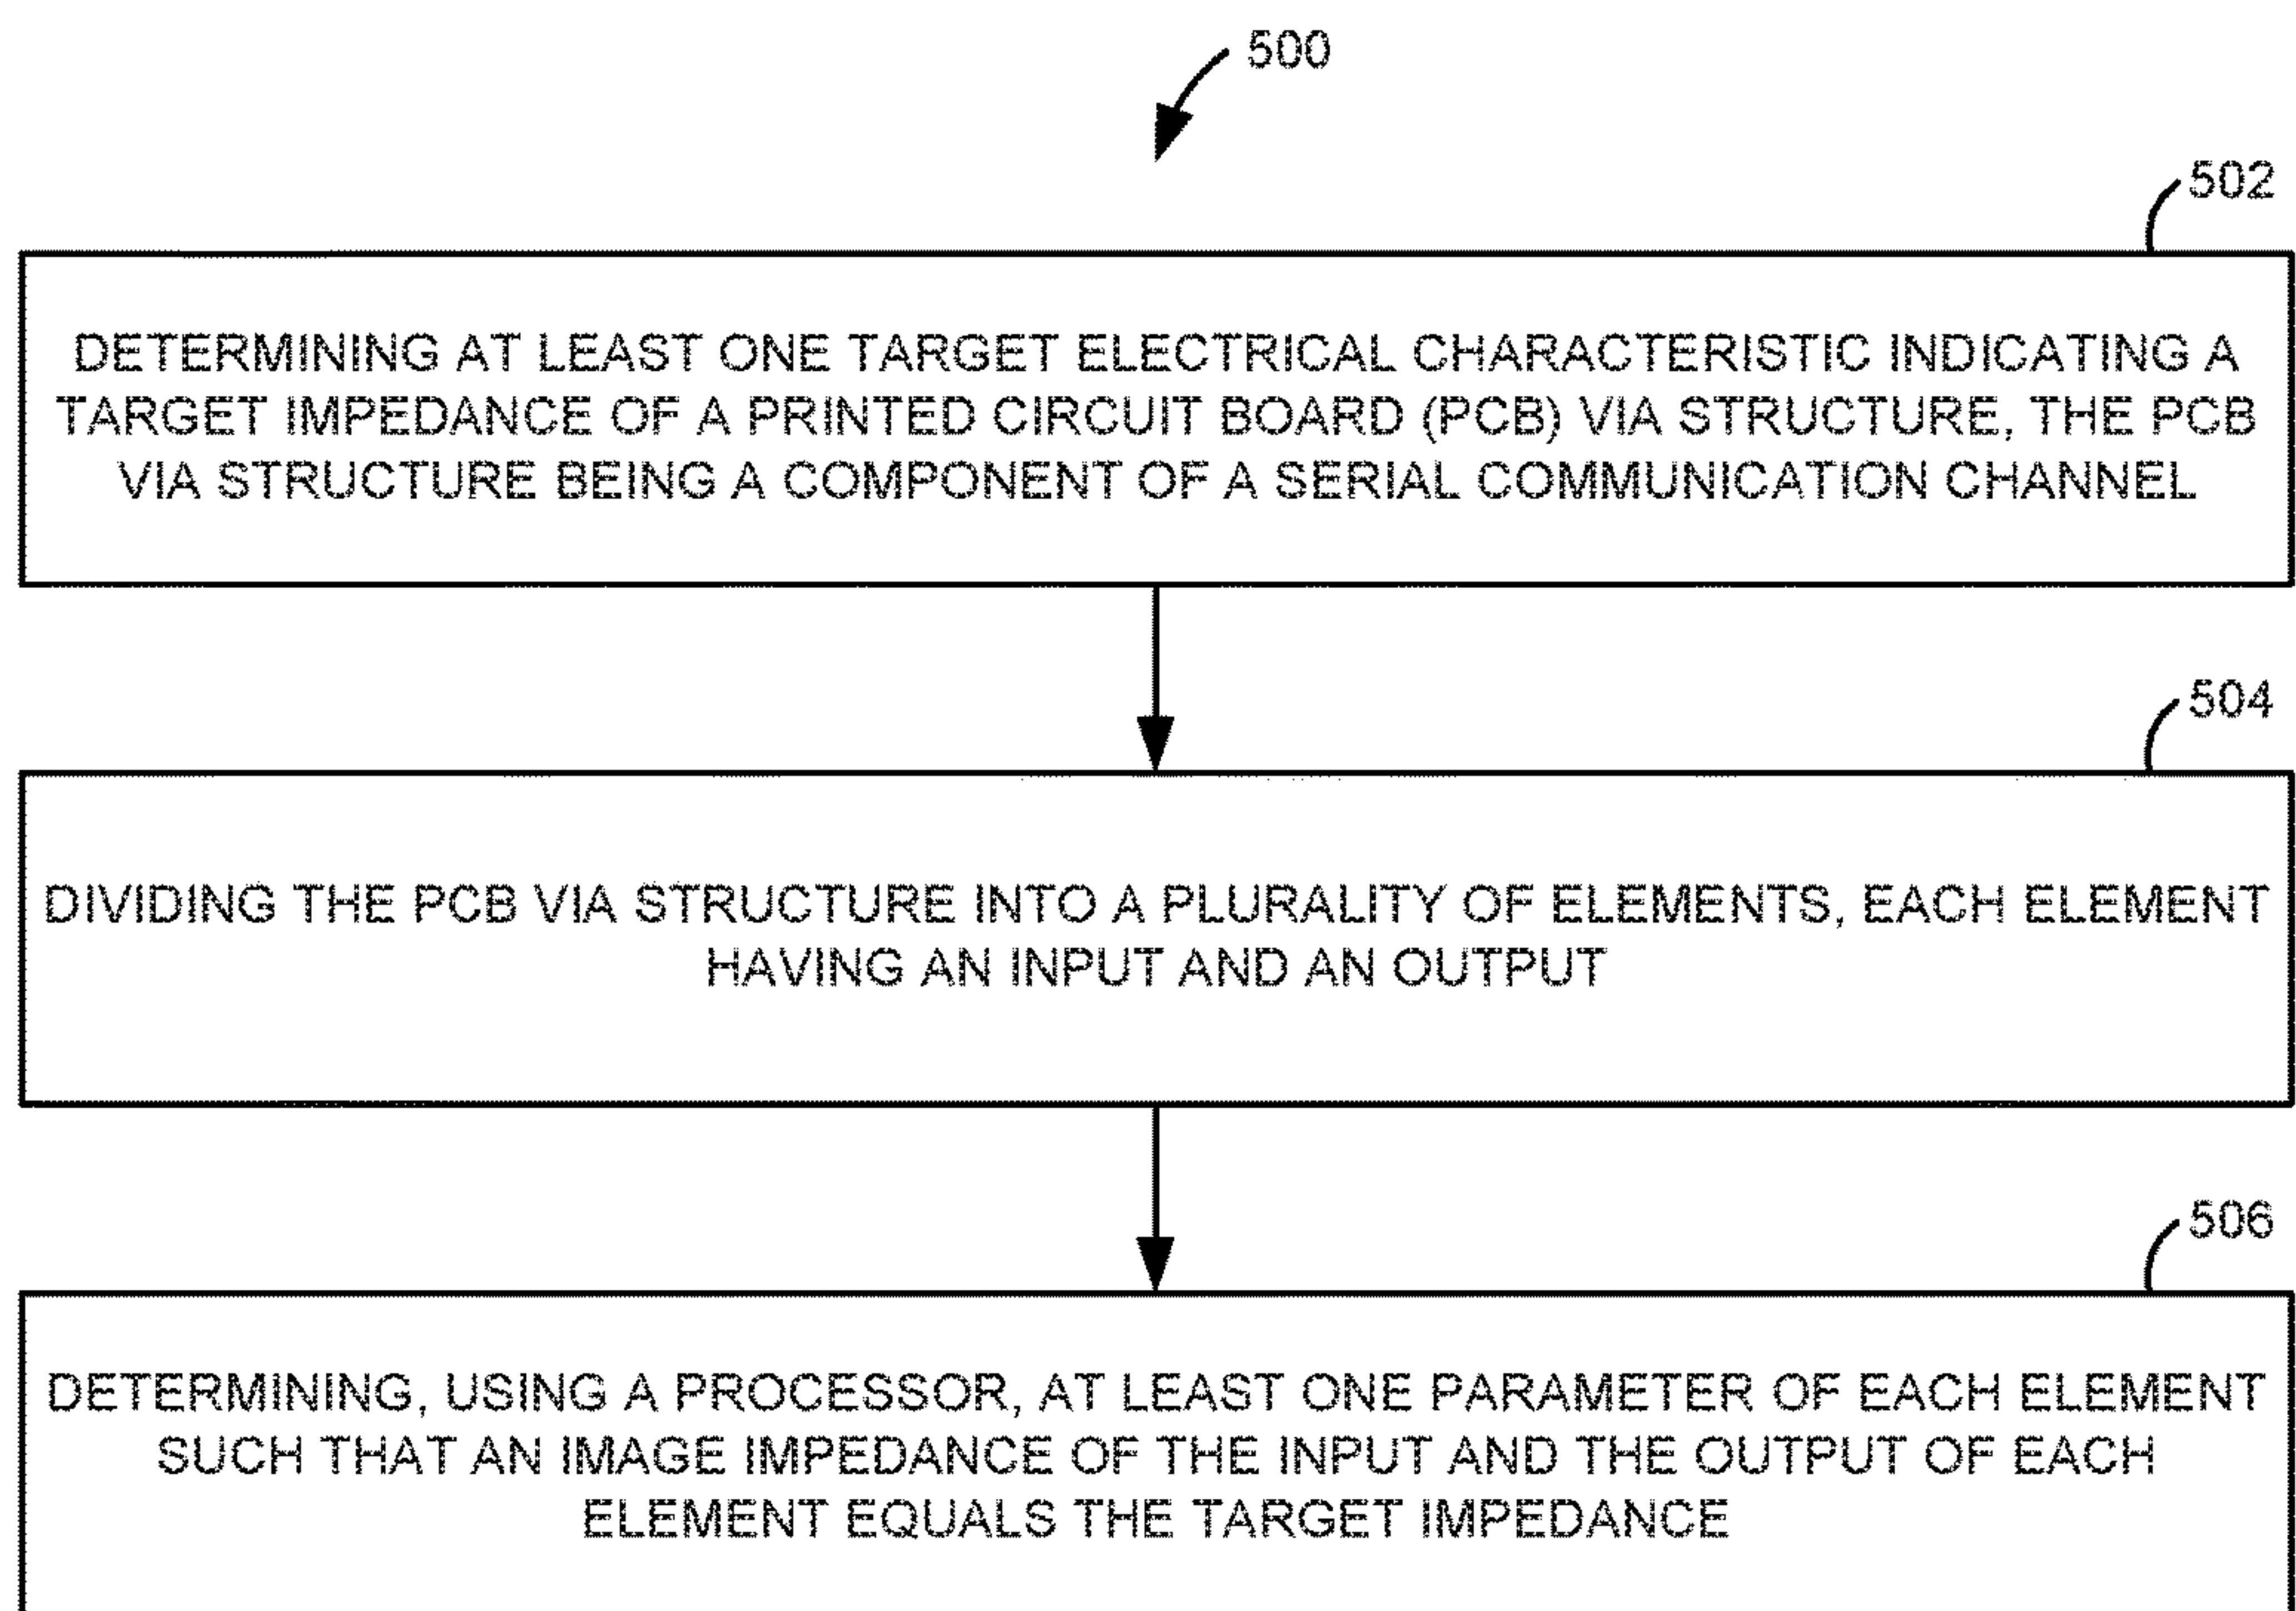 500
502
DETERMINING AT LEAST ONE TARGET ELECTRICAL CHARACTERISTIC INDICATING A
TARGET IMPEDANCE OF A PRINTED CIRCUIT BOARD (PCB) VIA STRUCTURE, THE PCB
VIA STRUCTURE BEING A COMPONENT OF A SERIAL COMMUNICATION CHANNEL
504
DIVIDING THE PCB VIA STRUCTURE INTO A PLURALITY OF ELEMENTS, EACH ELEMENT
HAVING AN INPUT AND AN OUTPUT
506
DETERMINING, USING A PROCESSOR, AT LEAST ONE PARAMETER OF EACH ELEMENT
SUCH THAT AN IMAGE IMPEDANCE OF THE INPUT AND THE OUTPUT OF EACH
ELEMENT EQUALS THE TARGET IMPEDANCE